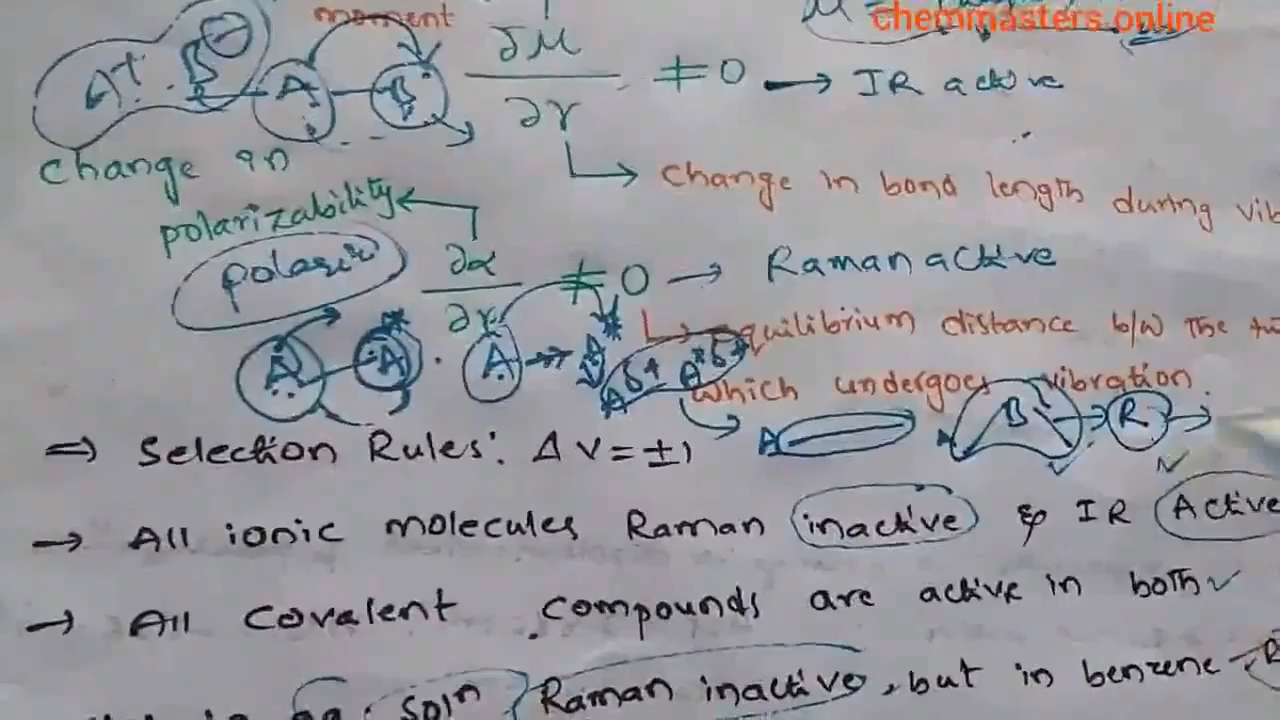 moment
chemmasters.online
A+ B⊖ A B ∂μ/∂r ≠0 → IR active
change in
↳ change in bond length during vib
polarizability
∂α/∂r ≠ 0 → Raman active
A A* A A
↳ equilibrium distance b/w the
which undergoes vibration.
⇒ Selection Rules: ΔV=±1
A B R
→ All ionic molecules Raman inactive & IR Active
→ All covalent compounds are active in both ✓
soln Raman inactive, but in benzene